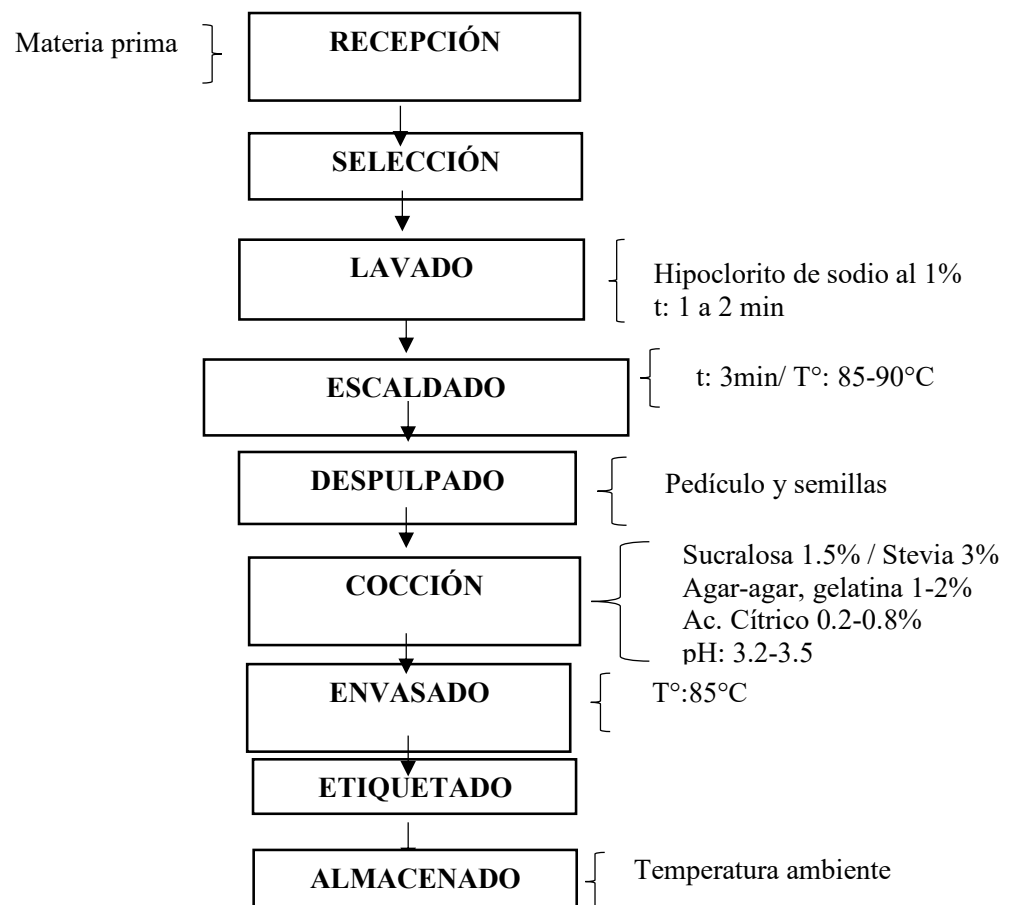 Materia prima
RECEPCIÓN
SELECCIÓN
LAVADO
Hipoclorito de sodio al 1%
t: 1 a 2 min
ESCALDADO
t: 3min/ T°: 85-90°C
DESPULPADO
Pedículo y semillas
COCCIÓN
Sucralosa 1.5% / Stevia 3%
Agar-agar, gelatina 1-2%
Ac. Cítrico 0.2-0.8%
pH: 3.2-3.5
ENVASADO
T°:85°C
ETIQUETADO
ALMACENADO
Temperatura ambiente